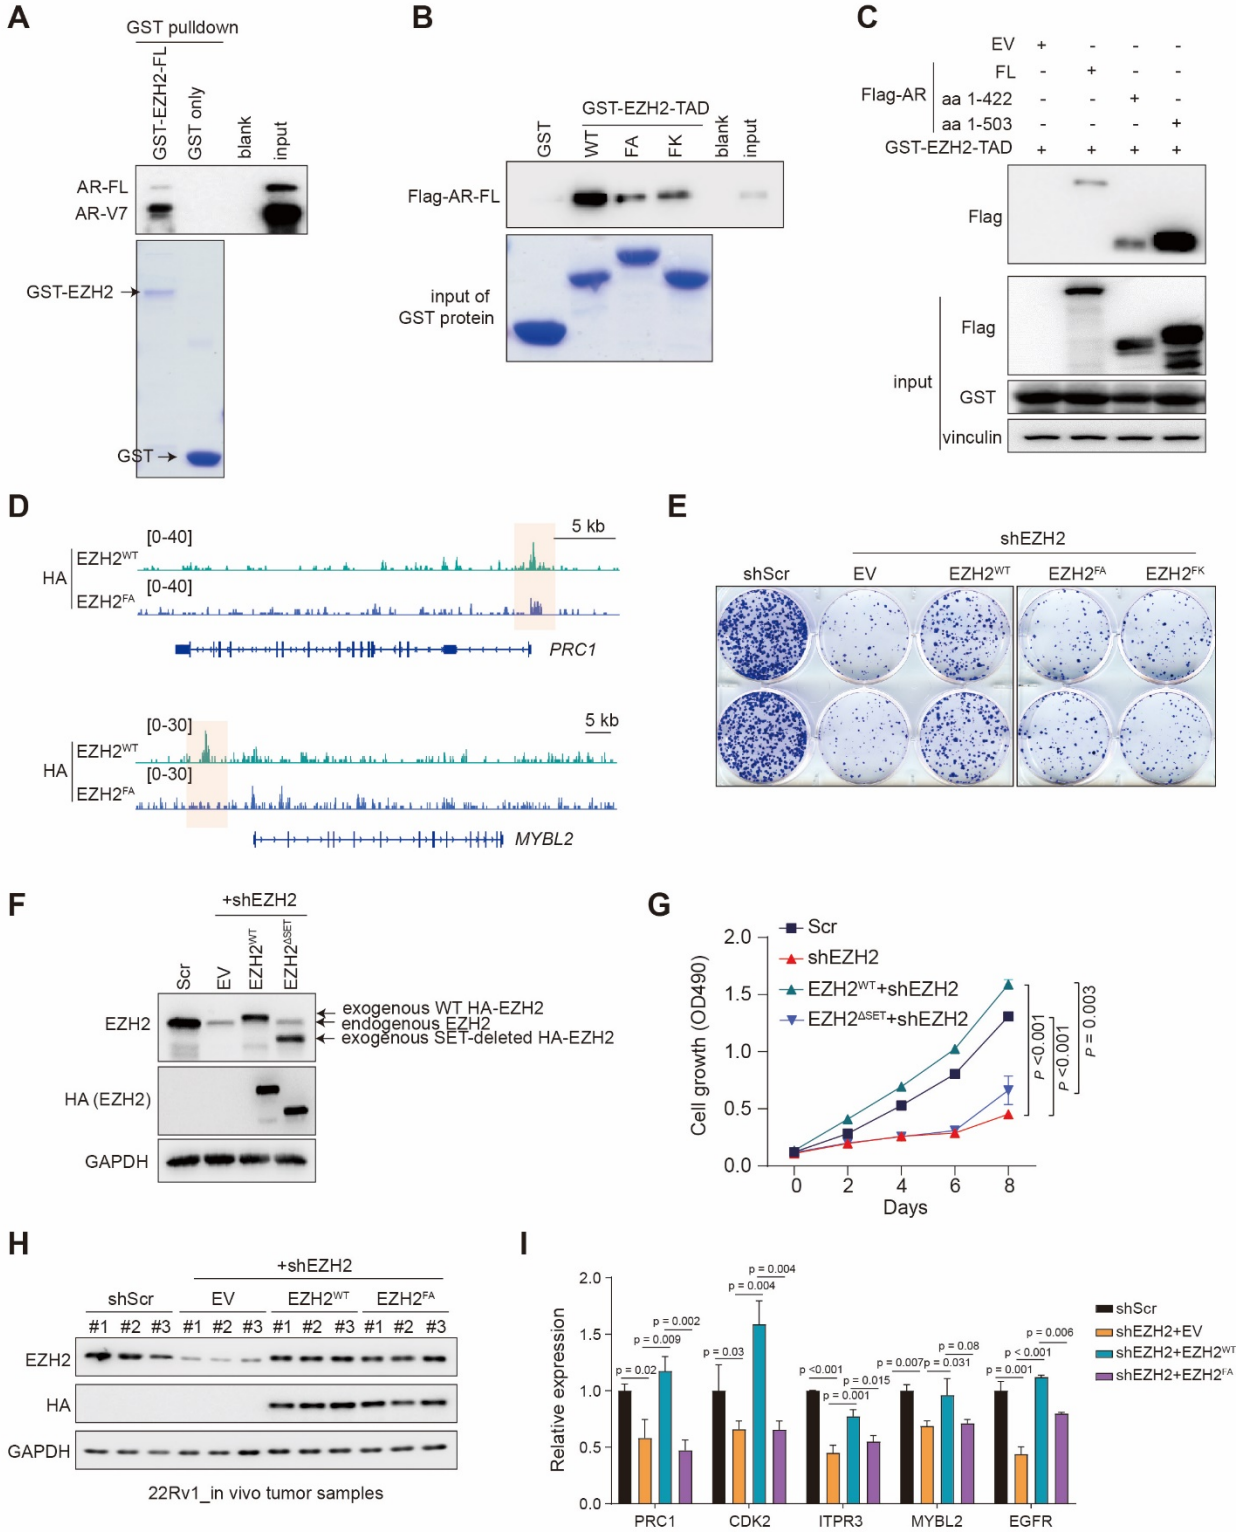 A
GST pulldown
GST-EZH2-FL
GST only
blank
input
AR-FL
AR-V7
GST-EZH2
GST
B
GST-EZH2-TAD
GST
WT
FA
FK
blank
input
Flag-AR-FL
input of
GST protein
C
EV + - - -
Flag-AR
FL - + - -
aa 1-422 - - + -
aa 1-503 - - - +
GST-EZH2-TAD + + + +
Flag
input
Flag
GST
vinculin
D
[0-40]
5 kb
HA
EZH2WT
[0-40]
EZH2FA
PRC1
[0-30]
5 kb
HA
EZH2WT
[0-30]
EZH2FA
MYBL2
E
shEZH2
shScr EV EZH2WT EZH2FA EZH2FK
F
+shEZH2
Scr
EV
EZH2WT
EZH2ΔSET
EZH2
exogenous WT HA-EZH2
endogenous EZH2
exogenous SET-deleted HA-EZH2
HA (EZH2)
GAPDH
G
Scr
shEZH2
EZH2WT+shEZH2
EZH2ΔSET+shEZH2
Cell growth (OD490)
2.0
1.5
1.0
0.5
0.0
0 2 4 6 8
Days
P <0.001
P <0.001
P = 0.003
H
+shEZH2
shScr EV EZH2WT EZH2FA
#1 #2 #3 #1 #2 #3 #1 #2 #3 #1 #2 #3
EZH2
HA
GAPDH
22Rv1_in vivo tumor samples
I
Relative expression
2.0
1.5
1.0
0.5
0.0
p = 0.02
p = 0.009
p = 0.002
p = 0.03
p = 0.004
p = 0.004
p <0.001
p = 0.001
p = 0.015
p = 0.007
p = 0.031
p = 0.08
p = 0.001
p <0.001
p = 0.006
PRC1 CDK2 ITPR3 MYBL2 EGFR
shScr
shEZH2+EV
shEZH2+EZH2WT
shEZH2+EZH2FA